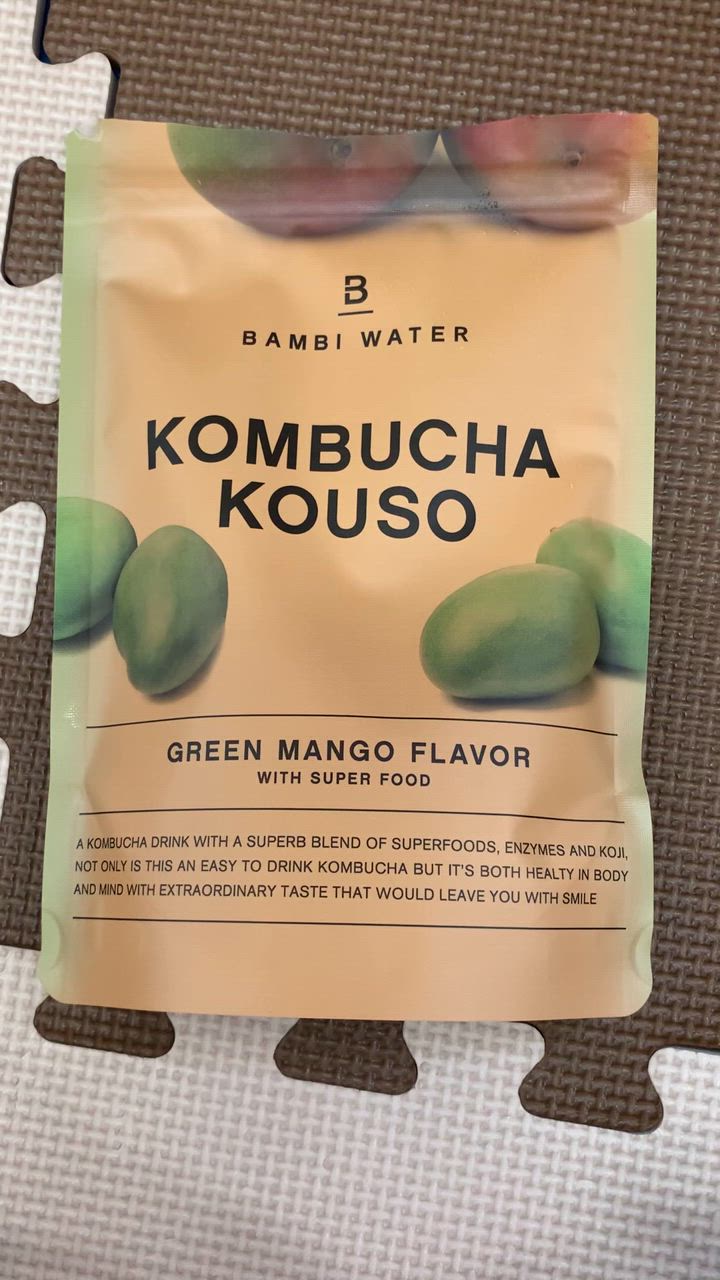 B
BAMBI WATER
KOMBUCHA
KOUSO
GREEN MANGO FLAVOR
WITH SUPER FOOD
A KOMBUCHA DRINK WITH A SUPERB BLEND OF SUPERFOODS, ENZYMES AND KOJI,
NOT ONLY IS THIS AN EASY TO DRINK KOMBUCHA BUT IT'S BOTH HEALTY IN BODY
AND MIND WITH EXTRAORDINARY TASTE THAT WOULD LEAVE YOU WITH SMILE